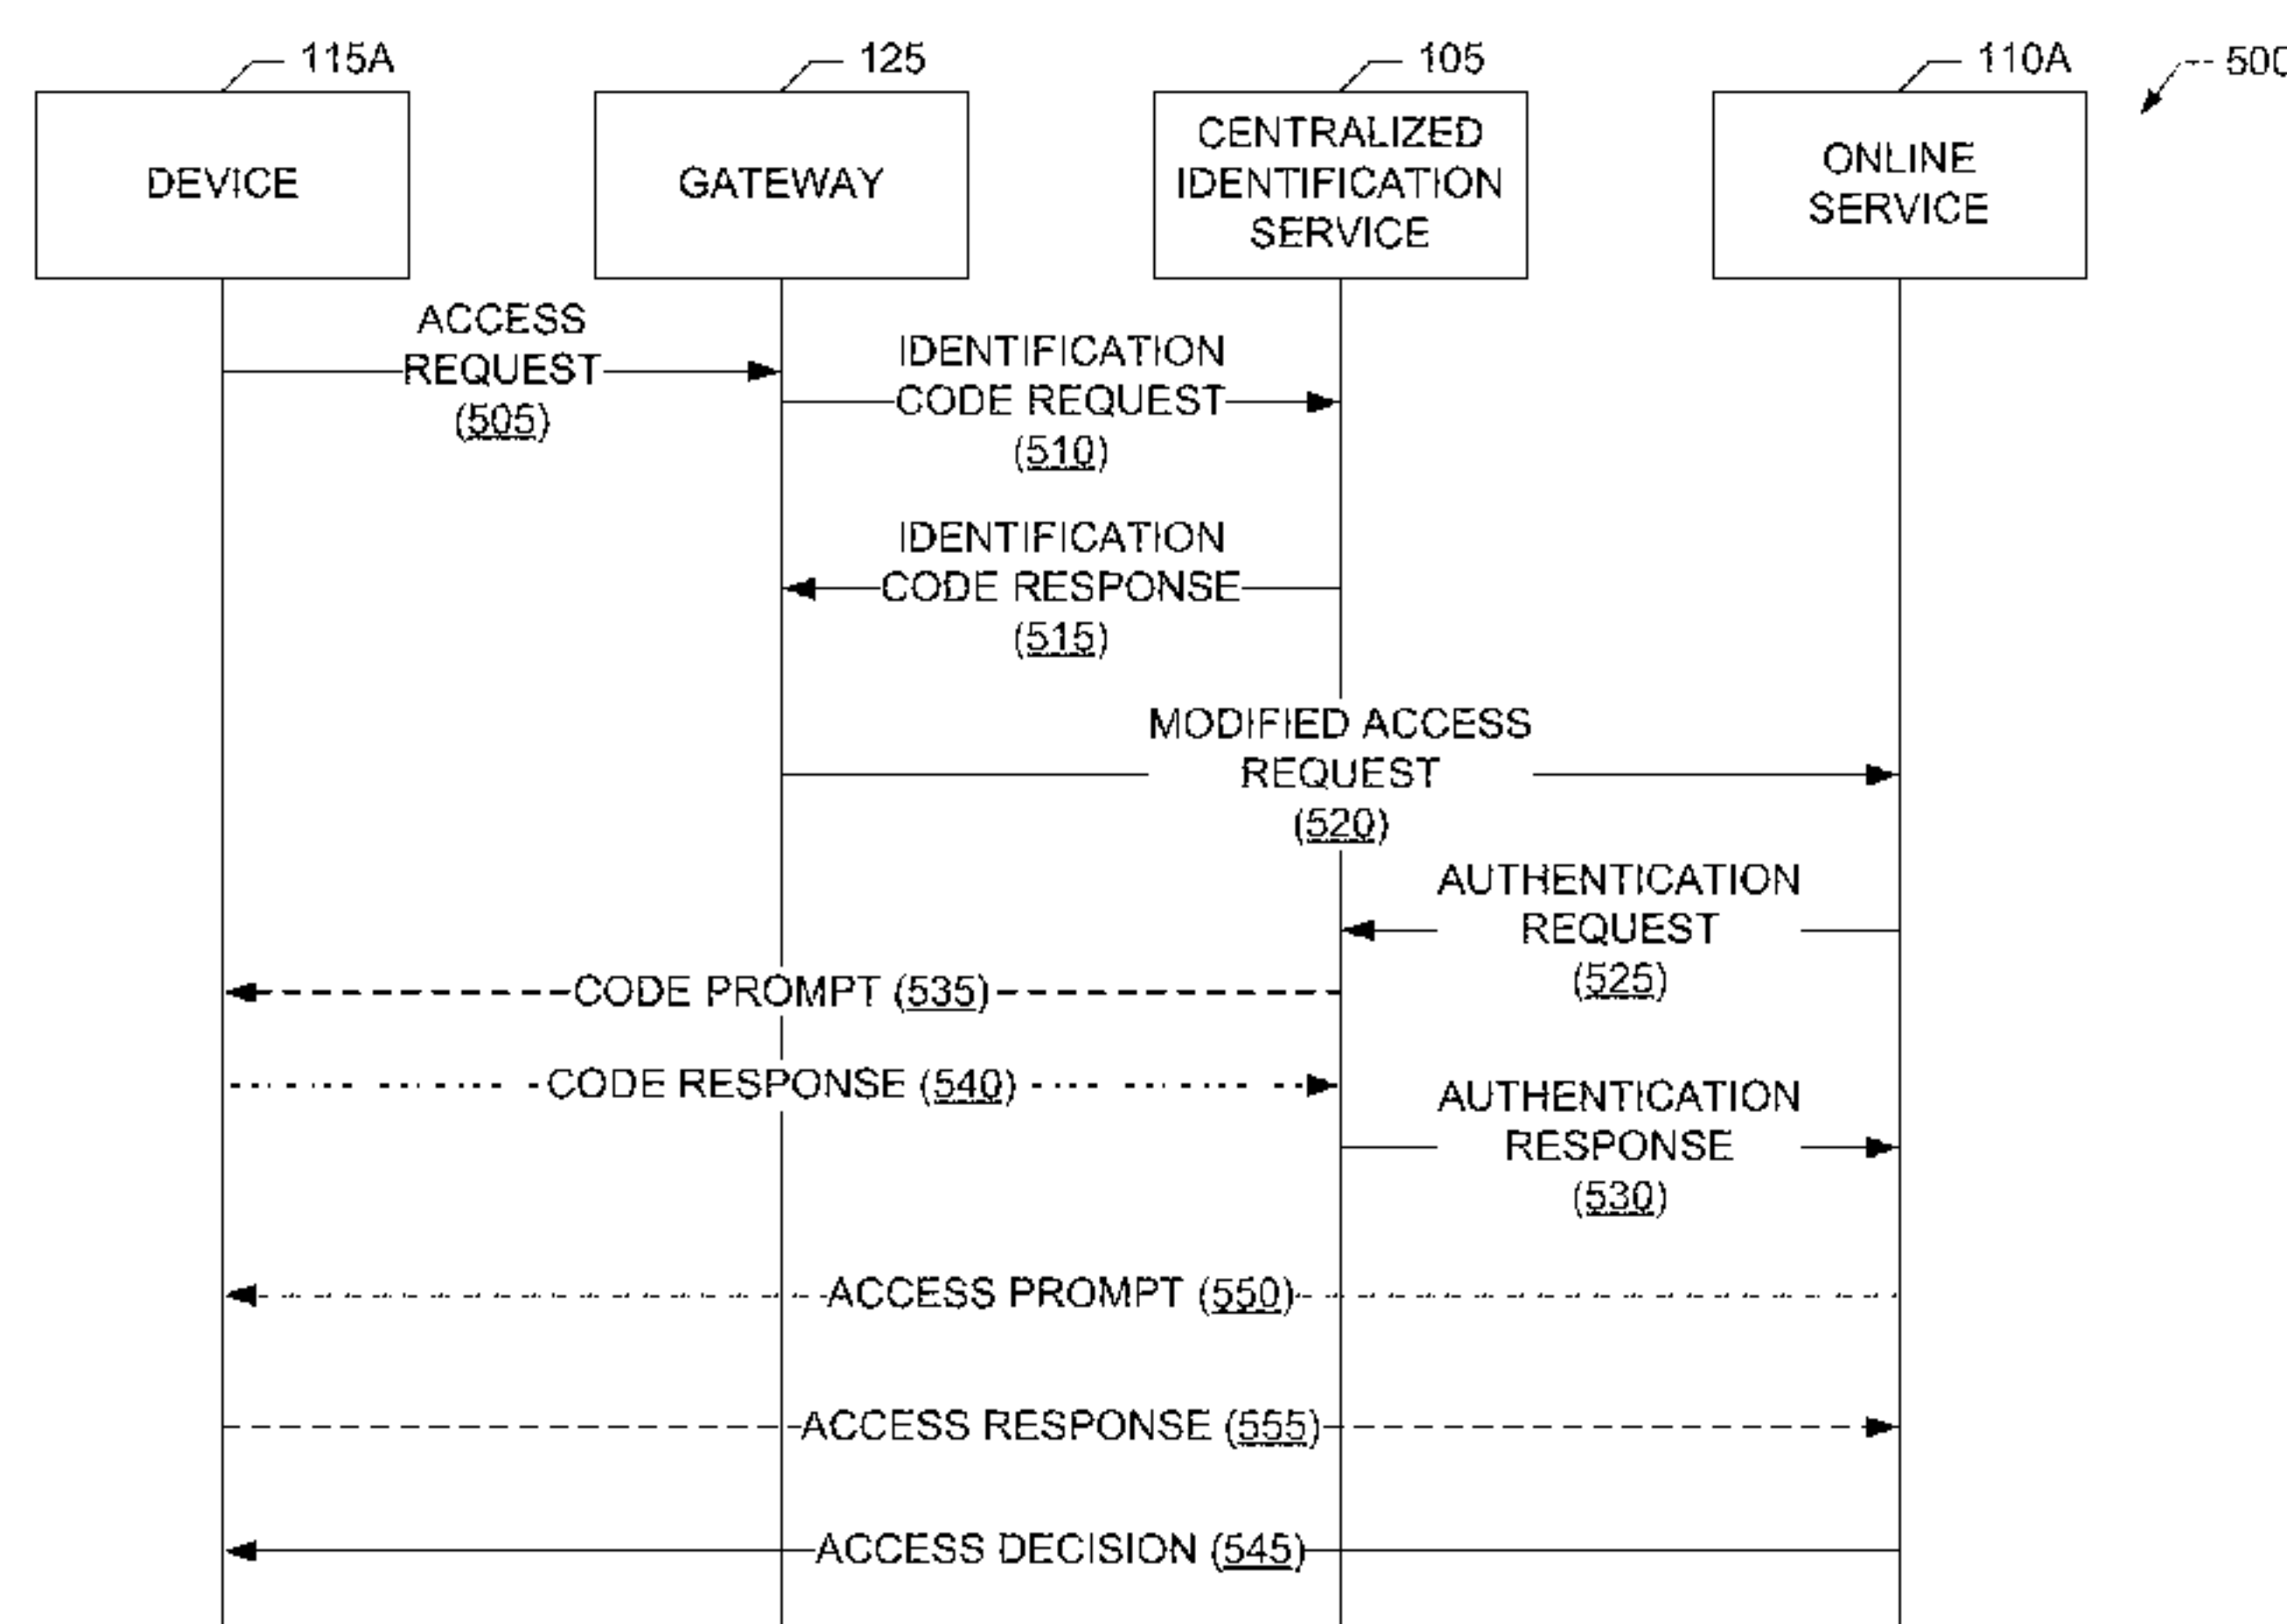 115A
125
105
110A
500
DEVICE
GATEWAY
CENTRALIZED
IDENTIFICATION
SERVICE
ONLINE
SERVICE
ACCESS
REQUEST
(505)
IDENTIFICATION
CODE REQUEST
(510)
IDENTIFICATION
CODE RESPONSE
(515)
MODIFIED ACCESS
REQUEST
(520)
AUTHENTICATION
REQUEST
(525)
CODE PROMPT (535)
CODE RESPONSE (540)
AUTHENTICATION
RESPONSE
(530)
ACCESS PROMPT (550)
ACCESS RESPONSE (555)
ACCESS DECISION (545)